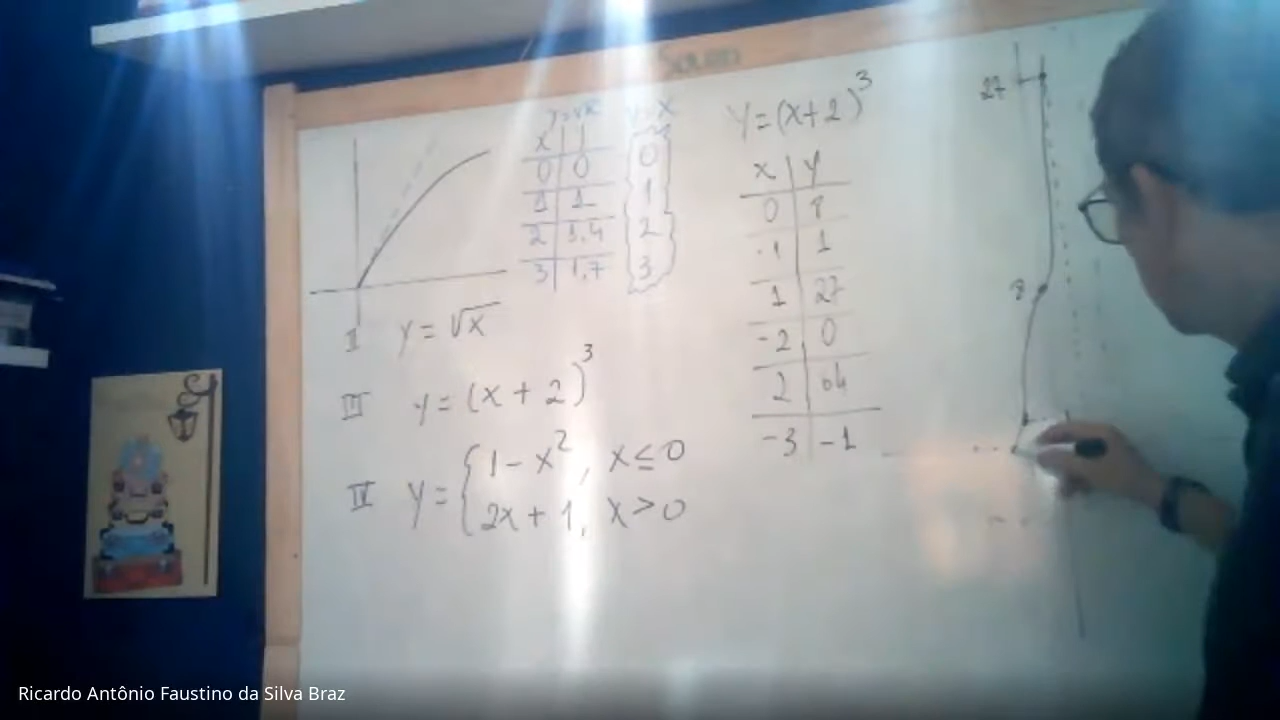 y=√x
x | y
0 | 0
1 | 1
2 | 1,4
3 | 1,7
y=x
0
1
2
3
II y = √x
III y = (x + 2)³
IV y = { 1 - x², x ≤ 0
2x + 1, x > 0
y = (x+2)³
x | y
0 | 8
-1 | 1
1 | 27
-2 | 0
2 | 64
-3 | -1
27
8
Ricardo Antônio Faustino da Silva Braz